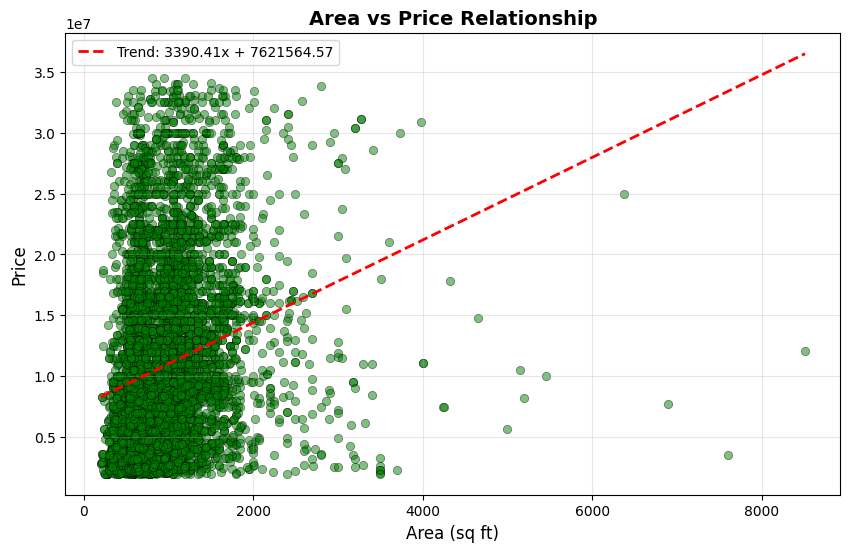 Area vs Price Relationship
1e7
Trend: 3390.41x + 7621564.57
3.5
3.0
2.5
2.0
1.5
1.0
0.5
Price
0 2000 4000 6000 8000
Area (sq ft)